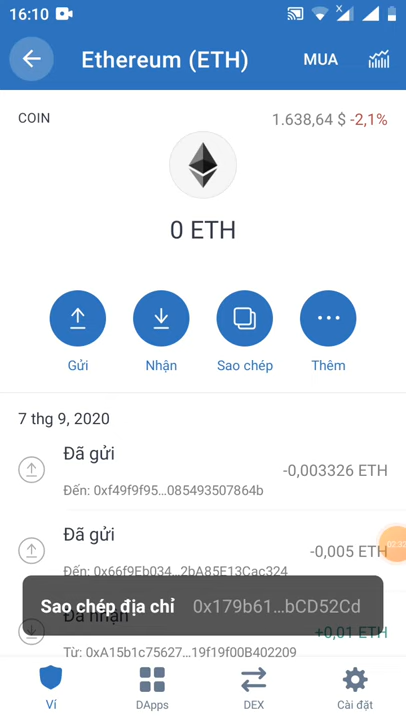 16:10
Ethereum (ETH)
MUA
COIN
1.638,64 $ -2,1%
0 ETH
Gửi
Nhận
Sao chép
Thêm
7 thg 9, 2020
Đã gửi
-0,003326 ETH
Đến: 0xf49f9f95...085493507864b
Đã gửi
-0,005 ETH
02:32
Đến: 0x66f9Eb034...2bA85E13Cac324
Sao chép địa chỉ 0x179b61...bCD52Cd
Đã nhận
+0,01 ETH
Từ: 0xA15b1c75627...19f19f00B402209
Ví
DApps
DEX
Cài đặt